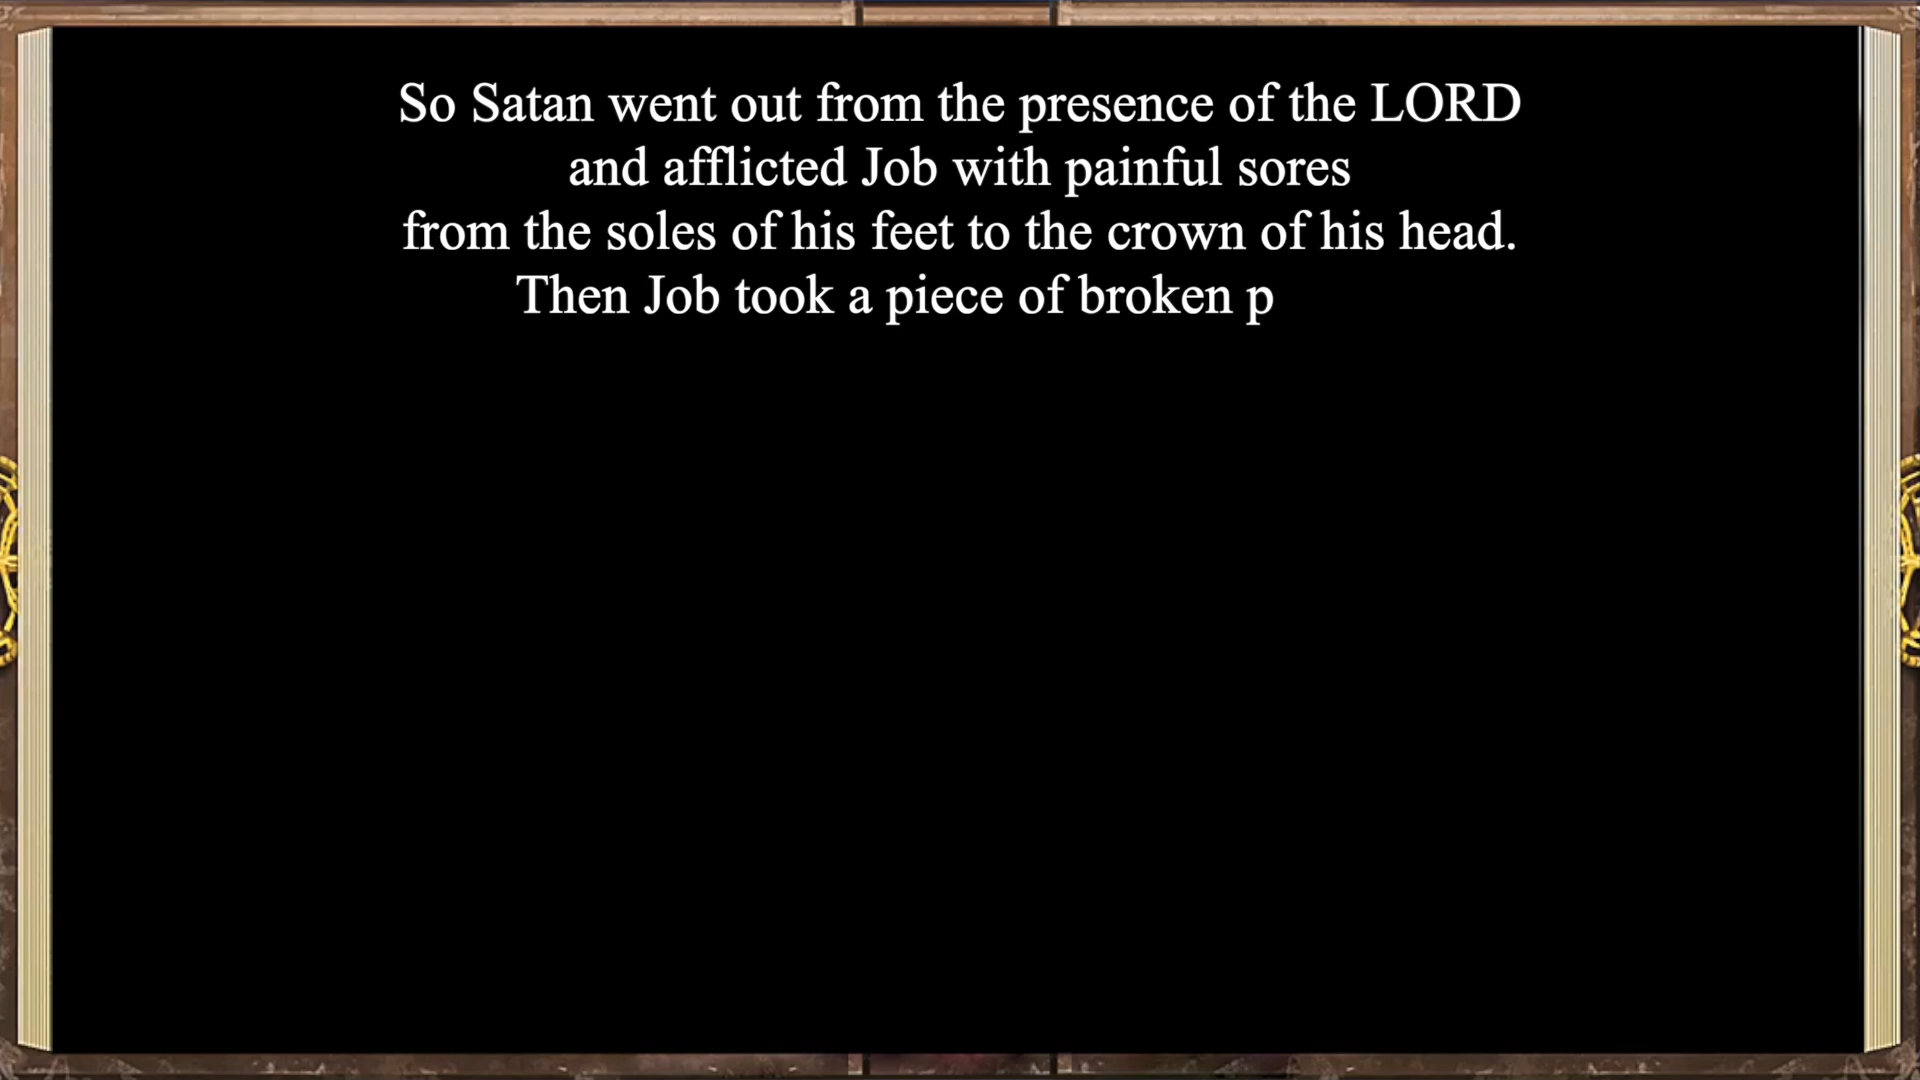 So Satan went out from the presence of the LORD
and afflicted Job with painful sores
from the soles of his feet to the crown of his head.
Then Job took a piece of broken p